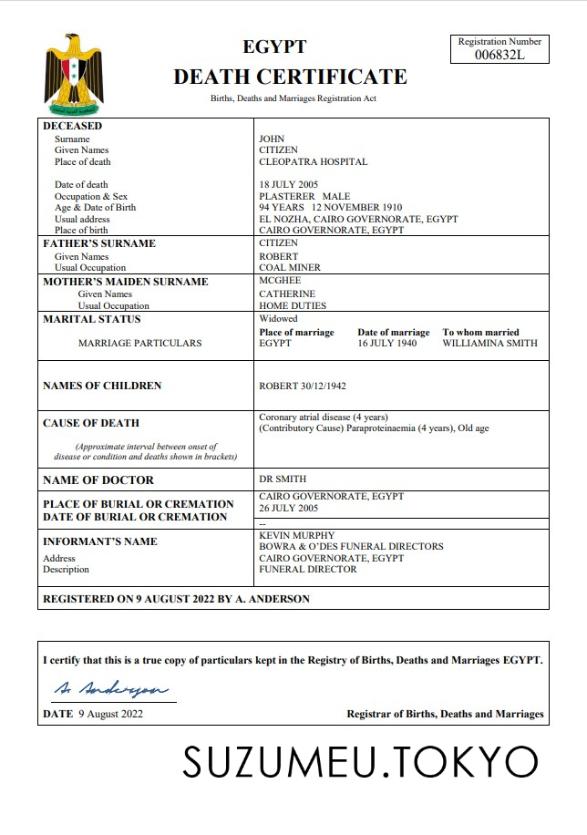 EGYPT
DEATH CERTIFICATE
Births, Deaths and Marriages Registration Act
Registration Number
006832L
DECEASED
Surname JOHN
Given Names CITIZEN
Place of death CLEOPATRA HOSPITAL
Date of death 18 JULY 2005
Occupation & Sex PLASTERER MALE
Age & Date of Birth 94 YEARS 12 NOVEMBER 1910
Usual address EL NOZHA, CAIRO GOVERNORATE, EGYPT
Place of birth CAIRO GOVERNORATE, EGYPT
FATHER'S SURNAME CITIZEN
Given Names ROBERT
Usual Occupation COAL MINER
MOTHER'S MAIDEN SURNAME MCGHEE
Given Names CATHERINE
Usual Occupation HOME DUTIES
MARITAL STATUS Widowed
Place of marriage Date of marriage To whom married
MARRIAGE PARTICULARS EGYPT 16 JULY 1940 WILLIAMINA SMITH
NAMES OF CHILDREN ROBERT 30/12/1942
CAUSE OF DEATH Coronary atrial disease (4 years)
(Contributory Cause) Paraproteinaemia (4 years), Old age
(Approximate interval between onset of
disease or condition and deaths shown in brackets)
NAME OF DOCTOR DR SMITH
PLACE OF BURIAL OR CREMATION CAIRO GOVERNORATE, EGYPT
DATE OF BURIAL OR CREMATION 26 JULY 2005
--
INFORMANT'S NAME KEVIN MURPHY
BOWRA & O'DES FUNERAL DIRECTORS
Address CAIRO GOVERNORATE, EGYPT
Description FUNERAL DIRECTOR
REGISTERED ON 9 AUGUST 2022 BY A. ANDERSON
I certify that this is a true copy of particulars kept in the Registry of Births, Deaths and Marriages EGYPT.
A. Anderson
DATE 9 August 2022 Registrar of Births, Deaths and Marriages
SUZUMEU.TOKYO